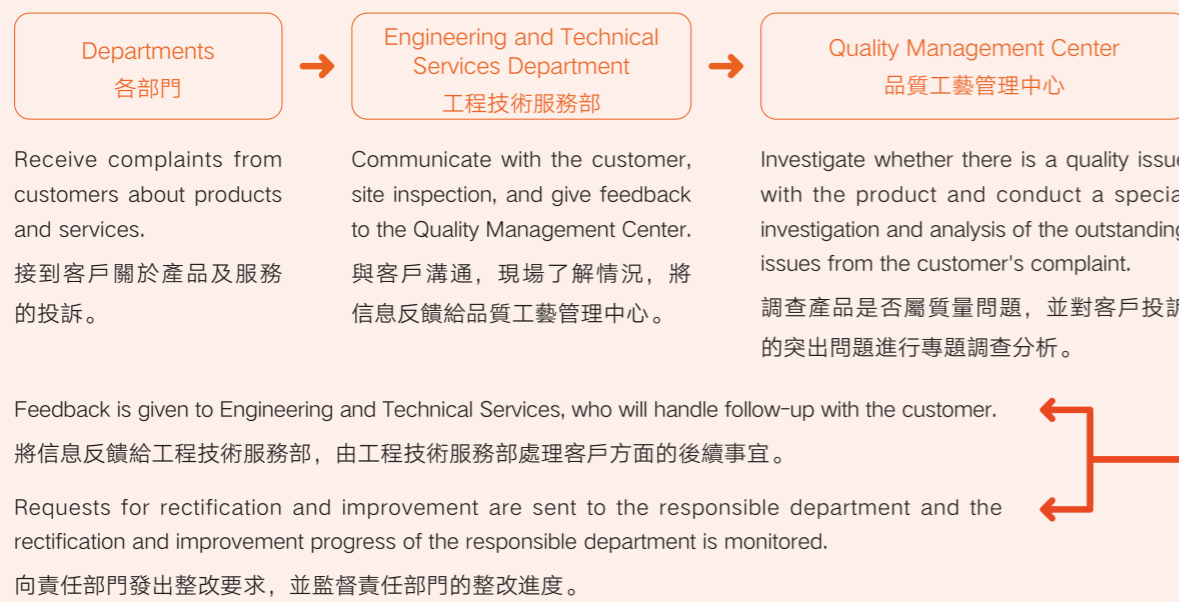 Departments
各部門
Engineering and Technical
Services Department
工程技術服務部
Quality Management Center
品質工藝管理中心
Receive complaints from
customers about products
and services.
接到客戶關於產品及服務
的投訴。
Communicate with the customer,
site inspection, and give feedback
to the Quality Management Center.
與客戶溝通，現場了解情況，將
信息反饋給品質工藝管理中心。
Investigate whether there is a quality issue
with the product and conduct a special
investigation and analysis of the outstanding
issues from the customer's complaint.
調查產品是否屬質量問題，並對客戶投訴
的突出問題進行專題調查分析。
Feedback is given to Engineering and Technical Services, who will handle follow-up with the customer.
將信息反饋給工程技術服務部，由工程技術服務部處理客戶方面的後續事宜。
Requests for rectification and improvement are sent to the responsible department and the
rectification and improvement progress of the responsible department is monitored.
向責任部門發出整改要求，並監督責任部門的整改進度。